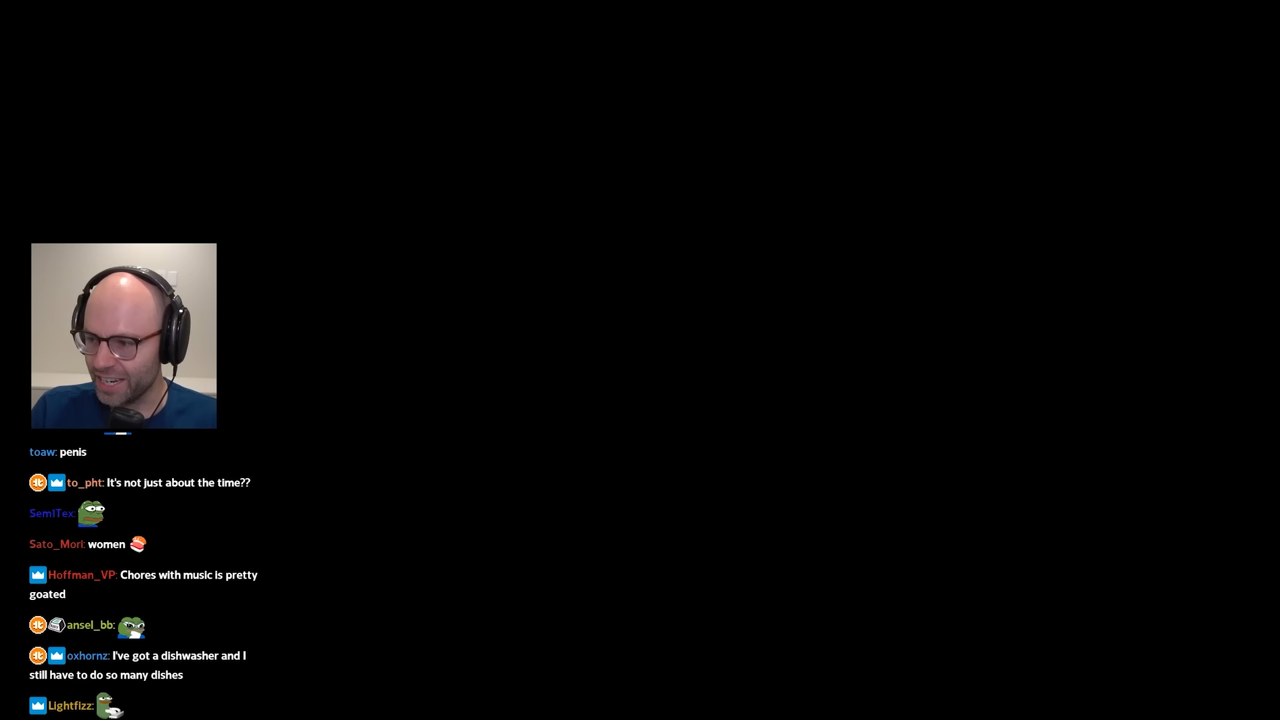 toaw: penis
to_pht: It's not just about the time??
Sem1Tex:
Sato_Mori: women
Hoffman_VP: Chores with music is pretty
goated
ansel_bb:
oxhornz: I've got a dishwasher and I
still have to do so many dishes
Lightfizz: